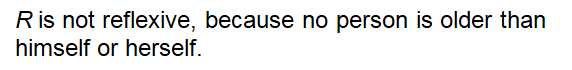 R is not reflexive, because no person is older than
himself or herself.